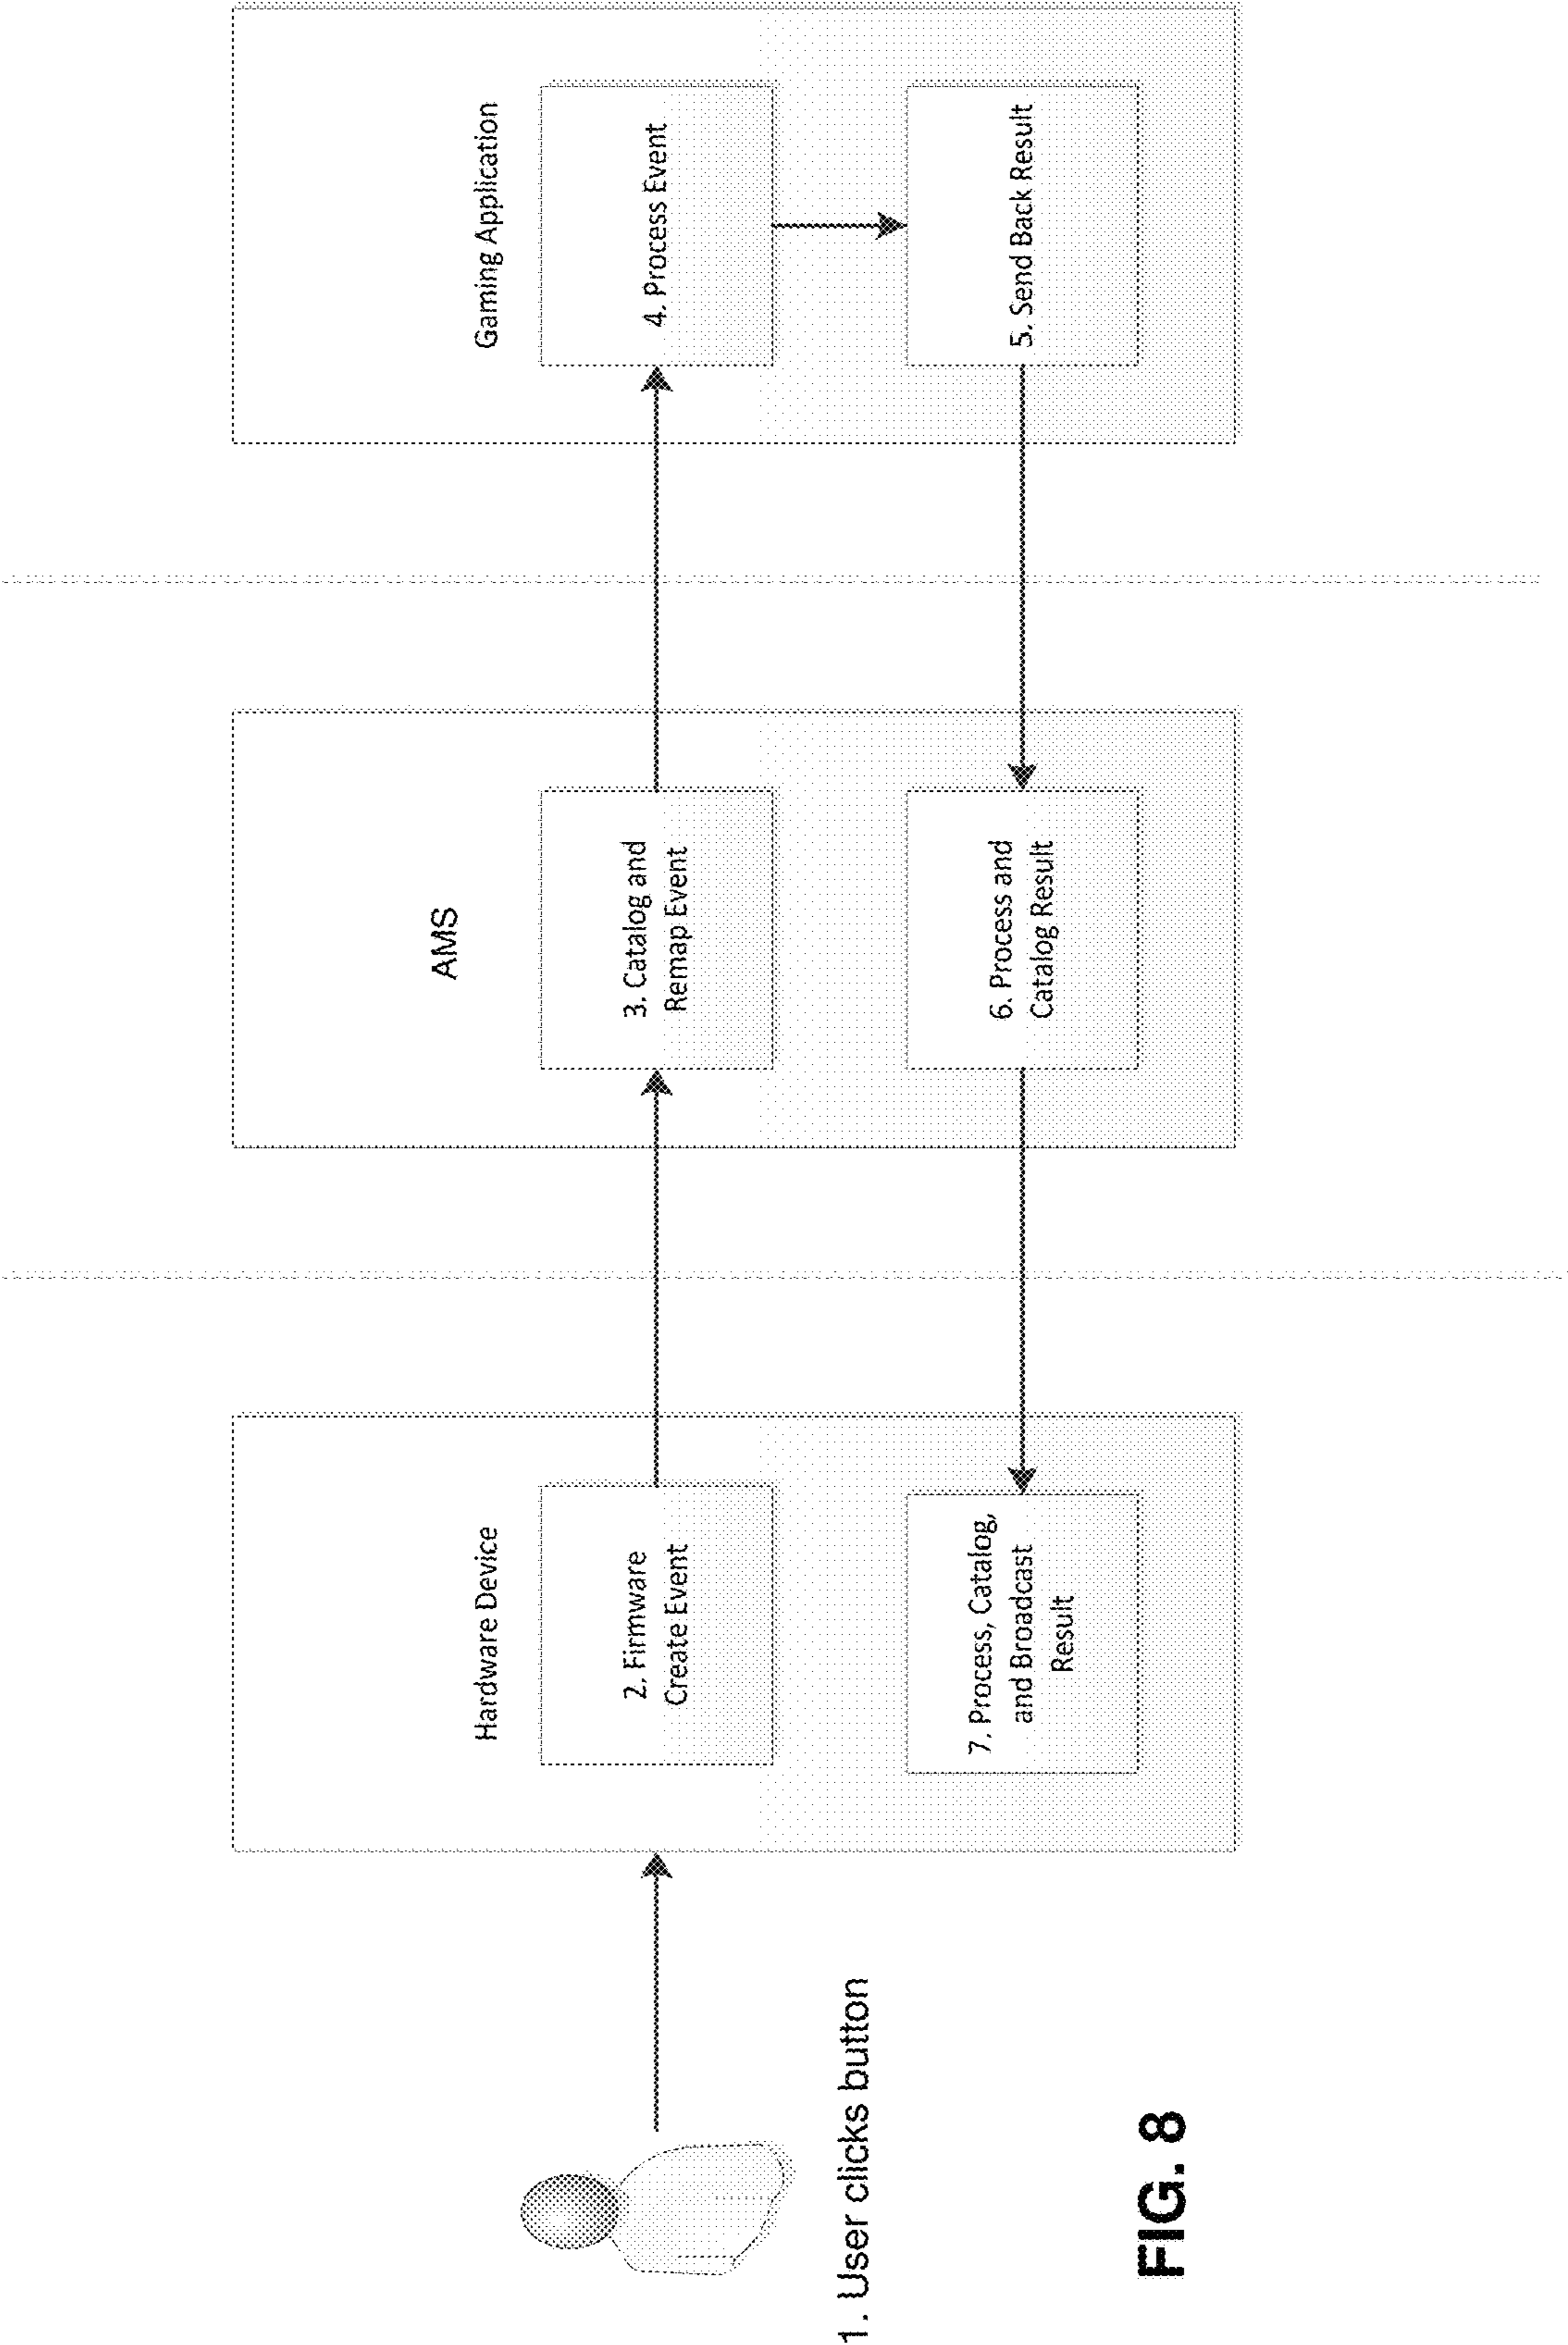 1. User clicks button
Hardware Device
2. Firmware
Create Event
7. Process, Catalog,
and Broadcast
Result
AMS
3. Catalog and
Remap Event
6. Process and
Catalog Result
Gaming Application
4. Process Event
5. Send Back Result
FIG. 8